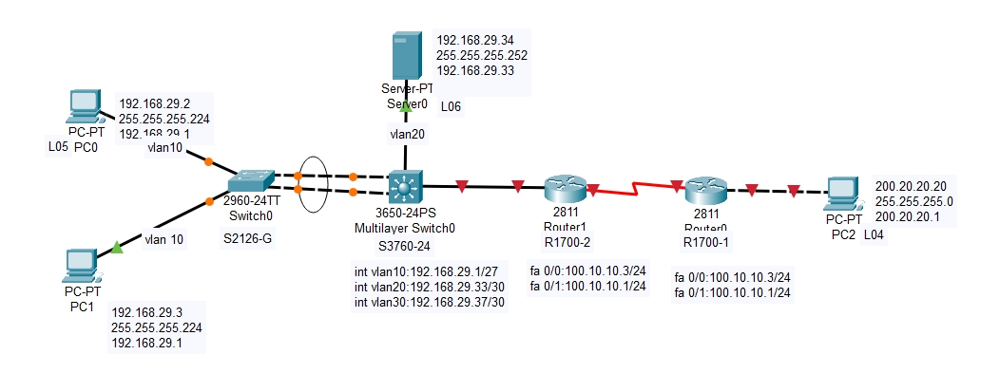 192.168.29.34
255.255.255.252
192.168.29.33
Server-PT
Server0
L06
vlan20
192.168.29.2
255.255.255.224
192.168.29.1
PC-PT
PC0
L05
vlan10
2960-24TT
Switch0
S2126-G
vlan 10
PC-PT
PC1
192.168.29.3
255.255.255.224
192.168.29.1
3650-24PS
Multilayer Switch0
S3760-24
int vlan10:192.168.29.1/27
int vlan20:192.168.29.33/30
int vlan30:192.168.29.37/30
2811
Router1
R1700-2
fa 0/0:100.10.10.3/24
fa 0/1:100.10.10.1/24
2811
Router0
R1700-1
fa 0/0:100.10.10.3/24
fa 0/1:100.10.10.1/24
PC-PT
PC2
L04
200.20.20.20
255.255.255.0
200.20.20.1